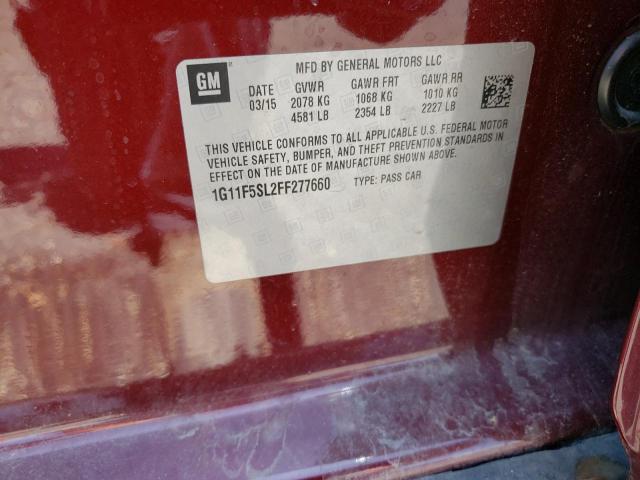 GM
MFD BY GENERAL MOTORS LLC
DATE GVWR GAWR FRT GAWR RR
03/15 2078 KG 1068 KG 1010 KG
4581 LB 2354 LB 2227 LB
THIS VEHICLE CONFORMS TO ALL APPLICABLE U.S. FEDERAL MOTOR
VEHICLE SAFETY, BUMPER, AND THEFT PREVENTION STANDARDS IN
EFFECT ON THE DATE OF MANUFACTURE SHOWN ABOVE.
1G11F5SL2FF277660 TYPE: PASS CAR